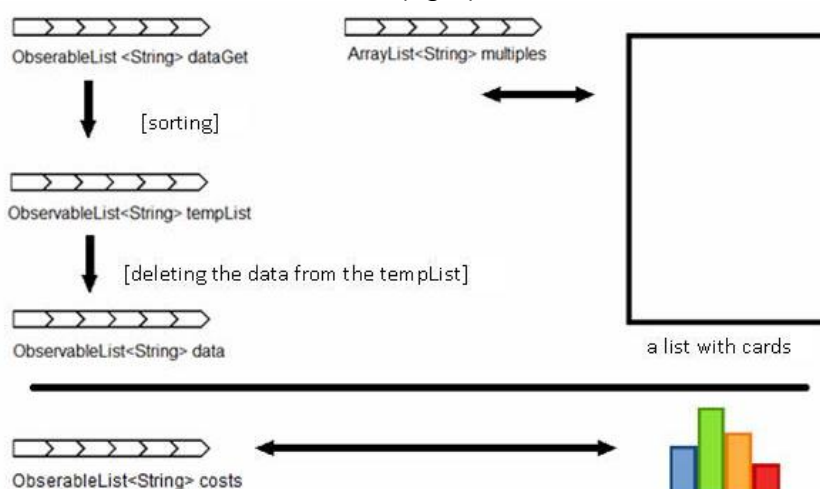 ObserableList <String> dataGet
ArrayList<String> multiples
[sorting]
ObservableList<String> tempList
[deleting the data from the tempList]
ObservableList<String> data
a list with cards
ObserableList<String> costs